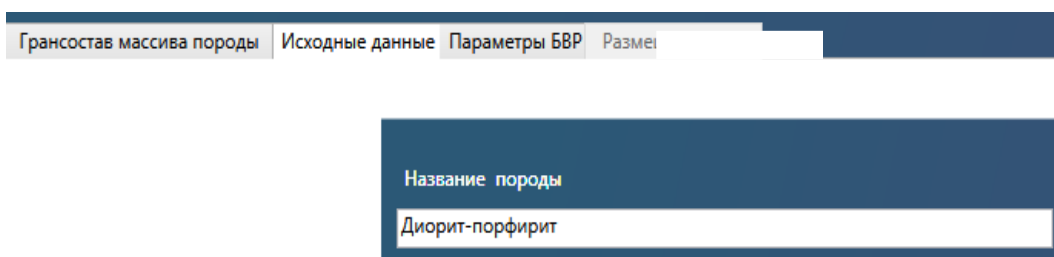 Грансостав массива породы Исходные данные Параметры БВР
Название породы
Диорит-порфирит